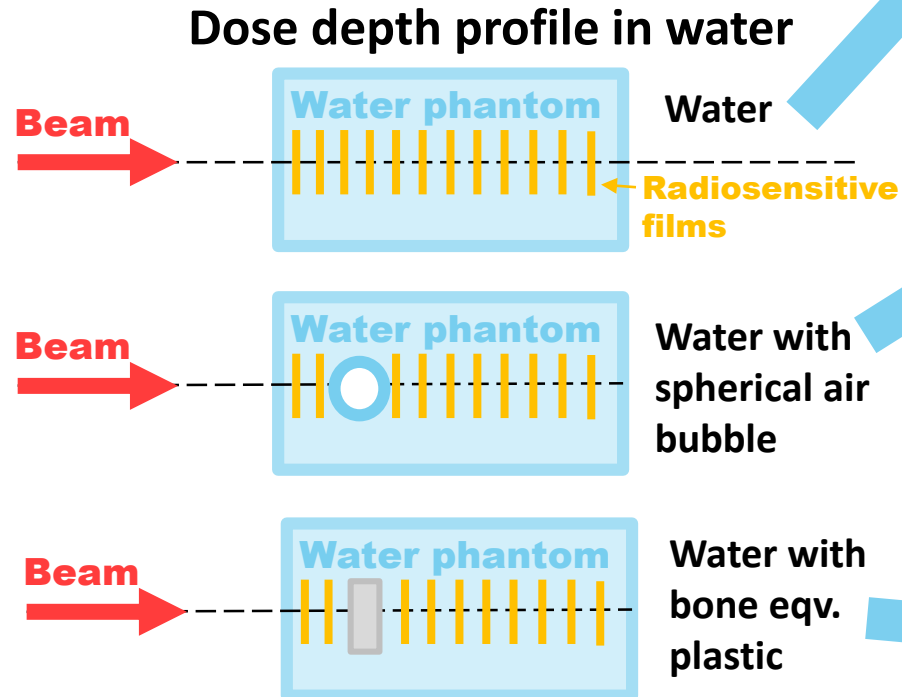 Dose depth profile in water
Water phantom
Water
Beam
Radiosensitive
films
Water phantom
Beam
Water with
spherical air
bubble
Water phantom
Beam
Water with
bone eqv.
plastic